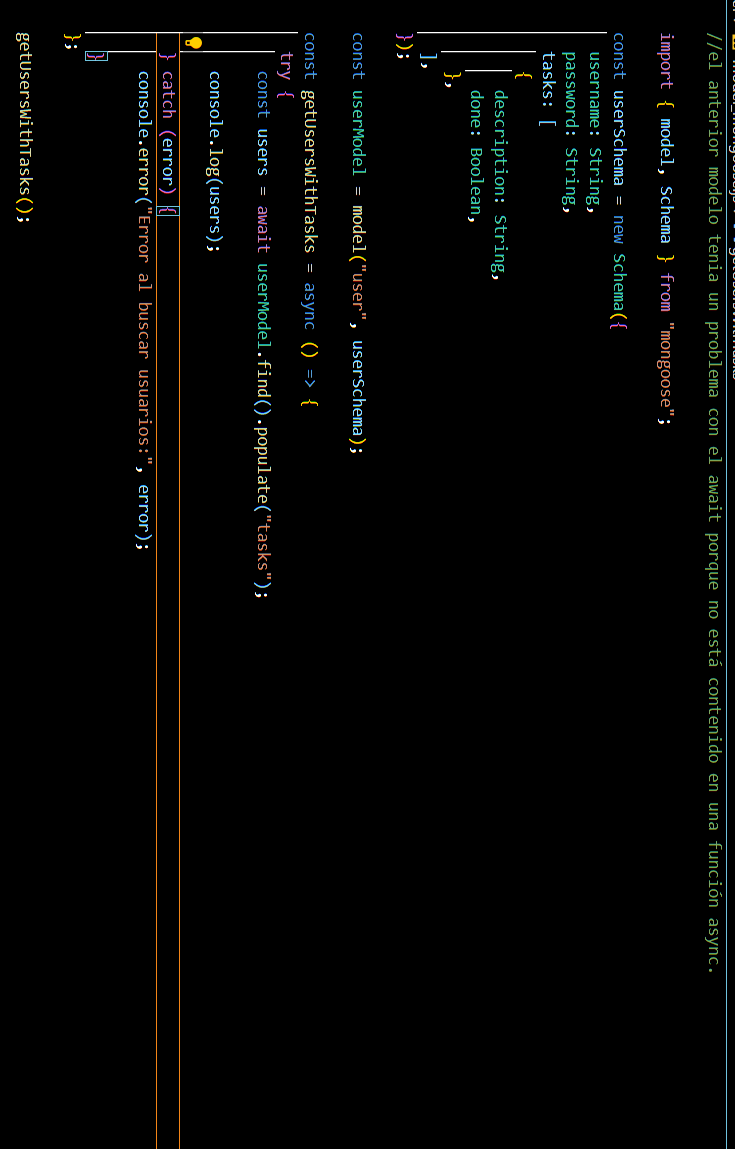 //el anterior modelo tenia un problema con el await porque no está contenido en una función async.
import { model, Schema } from "mongoose";
const userSchema = new Schema({
username: String,
password: String,
tasks: [
{
description: String,
done: Boolean,
},
],
});
const userModel = model("user", userSchema);
const getUsersWithTasks = async () => {
try {
const users = await userModel.find().populate("tasks");
console.log(users);
} catch (error) {
console.error("Error al buscar usuarios:", error);
}
};
getUsersWithTasks();